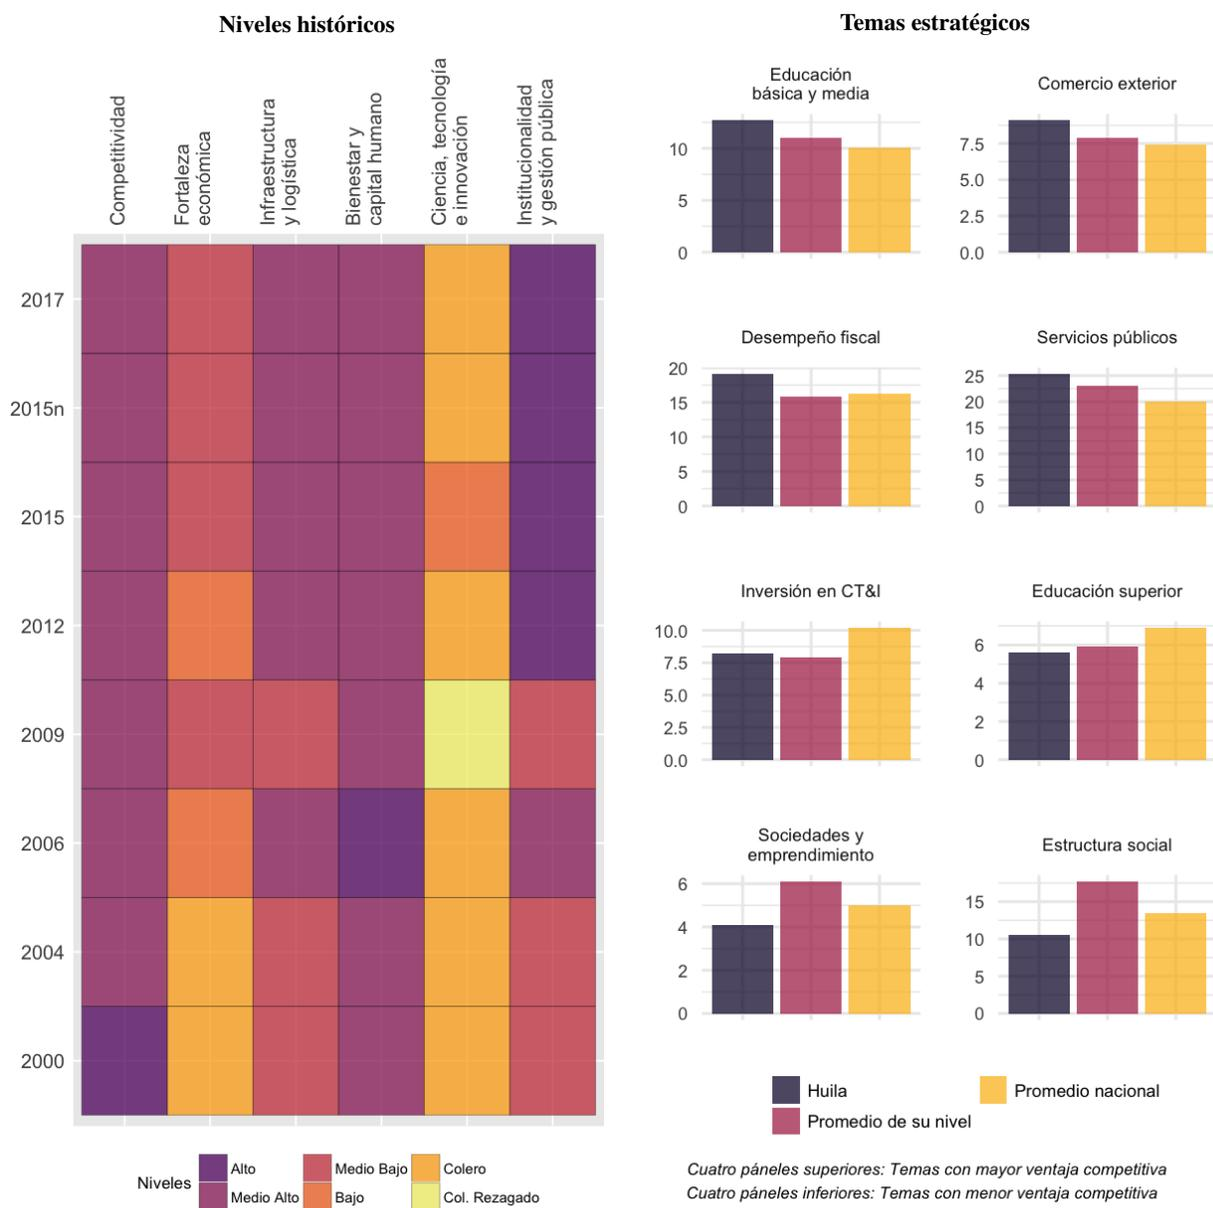 Niveles históricos
Competitividad
Fortaleza
económica
Infraestructura
y logística
Bienestar y
capital humano
Ciencia, tecnología
e innovación
Institucionalidad
y gestión pública
2017
2015n
2015
2012
2009
2006
2004
2000
Niveles
Alto
Medio Bajo
Colero
Medio Alto
Bajo
Col. Rezagado
Temas estratégicos
Educación
básica y media
10
5
0
Comercio exterior
7.5
5.0
2.5
0.0
Desempeño fiscal
20
15
10
5
0
Servicios públicos
25
20
15
10
5
0
Inversión en CT&I
10.0
7.5
5.0
2.5
0.0
Educación superior
6
4
2
0
Sociedades y
emprendimiento
6
4
2
0
Estructura social
15
10
5
0
Huila
Promedio nacional
Promedio de su nivel
Cuatro páneles superiores: Temas con mayor ventaja competitiva
Cuatro páneles inferiores: Temas con menor ventaja competitiva